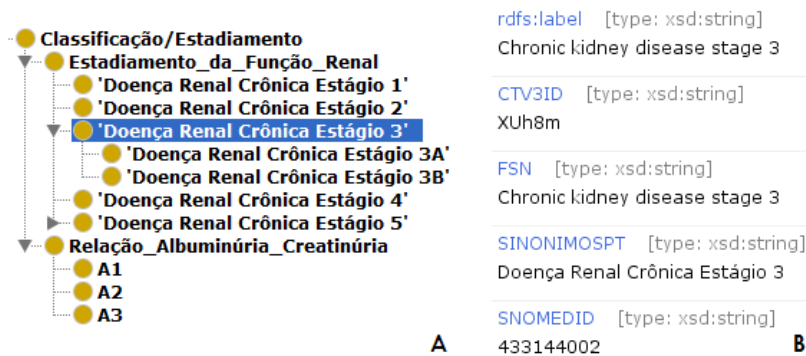 Classificação/Estadiamento
Estadiamento_da_Função_Renal
'Doença Renal Crônica Estágio 1'
'Doença Renal Crônica Estágio 2'
'Doença Renal Crônica Estágio 3'
'Doença Renal Crônica Estágio 3A'
'Doença Renal Crônica Estágio 3B'
'Doença Renal Crônica Estágio 4'
'Doença Renal Crônica Estágio 5'
Relação_Albuminúria_Creatinúria
A1
A2
A3
A
rdfs:label [type: xsd:string]
Chronic kidney disease stage 3
CTV3ID [type: xsd:string]
XUh8m
FSN [type: xsd:string]
Chronic kidney disease stage 3
SINONIMOSPT [type: xsd:string]
Doença Renal Crônica Estágio 3
SNOMEDID [type: xsd:string]
433144002
B